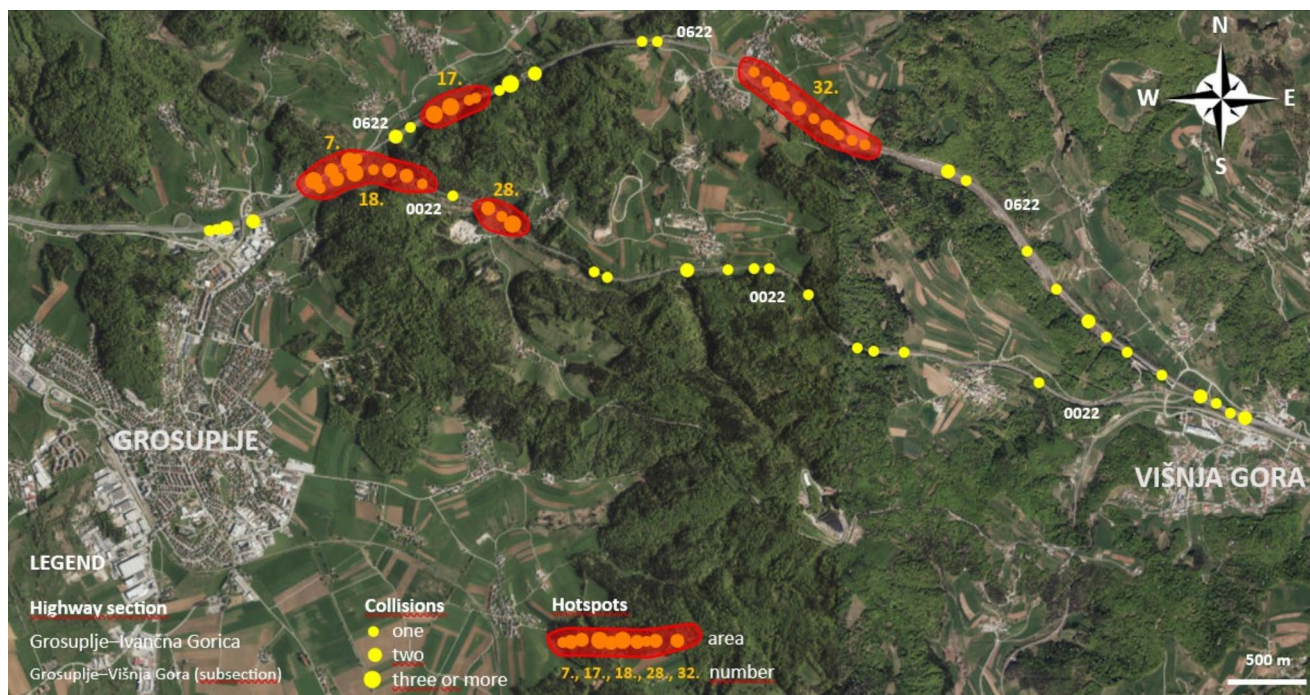 0622
N
17.
32.
W
E
0622
S
7.
18.
28.
0022
0622
0022
0022
GROSUPLJE
VIŠNJA GORA
LEGEND
Highway section
Grosuplje–Ivančna Gorica
Grosuplje–Višnja Gora (subsection)
Collisions
one
two
three or more
Hotspots
area
7., 17., 18., 28., 32. number
500 m